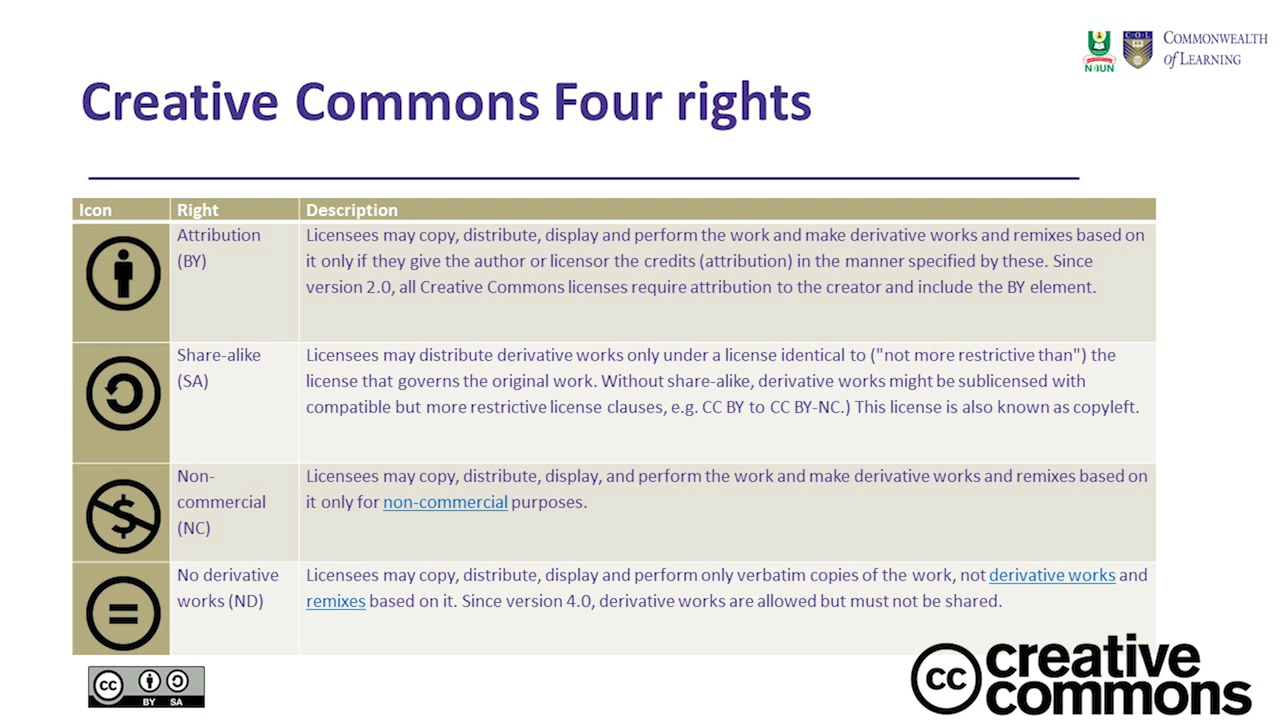 NOUN
C·O·L
COMMONWEALTH
of LEARNING
Creative Commons Four rights
Icon Right Description
Attribution
(BY)
Licensees may copy, distribute, display and perform the work and make derivative works and remixes based on
it only if they give the author or licensor the credits (attribution) in the manner specified by these. Since
version 2.0, all Creative Commons licenses require attribution to the creator and include the BY element.
Share-alike
(SA)
Licensees may distribute derivative works only under a license identical to ("not more restrictive than") the
license that governs the original work. Without share-alike, derivative works might be sublicensed with
compatible but more restrictive license clauses, e.g. CC BY to CC BY-NC.) This license is also known as copyleft.
$
Non-
commercial
(NC)
Licensees may copy, distribute, display, and perform the work and make derivative works and remixes based on
it only for non-commercial purposes.
=
No derivative
works (ND)
Licensees may copy, distribute, display and perform only verbatim copies of the work, not derivative works and
remixes based on it. Since version 4.0, derivative works are allowed but must not be shared.
cc
BY SA
cc creative
commons